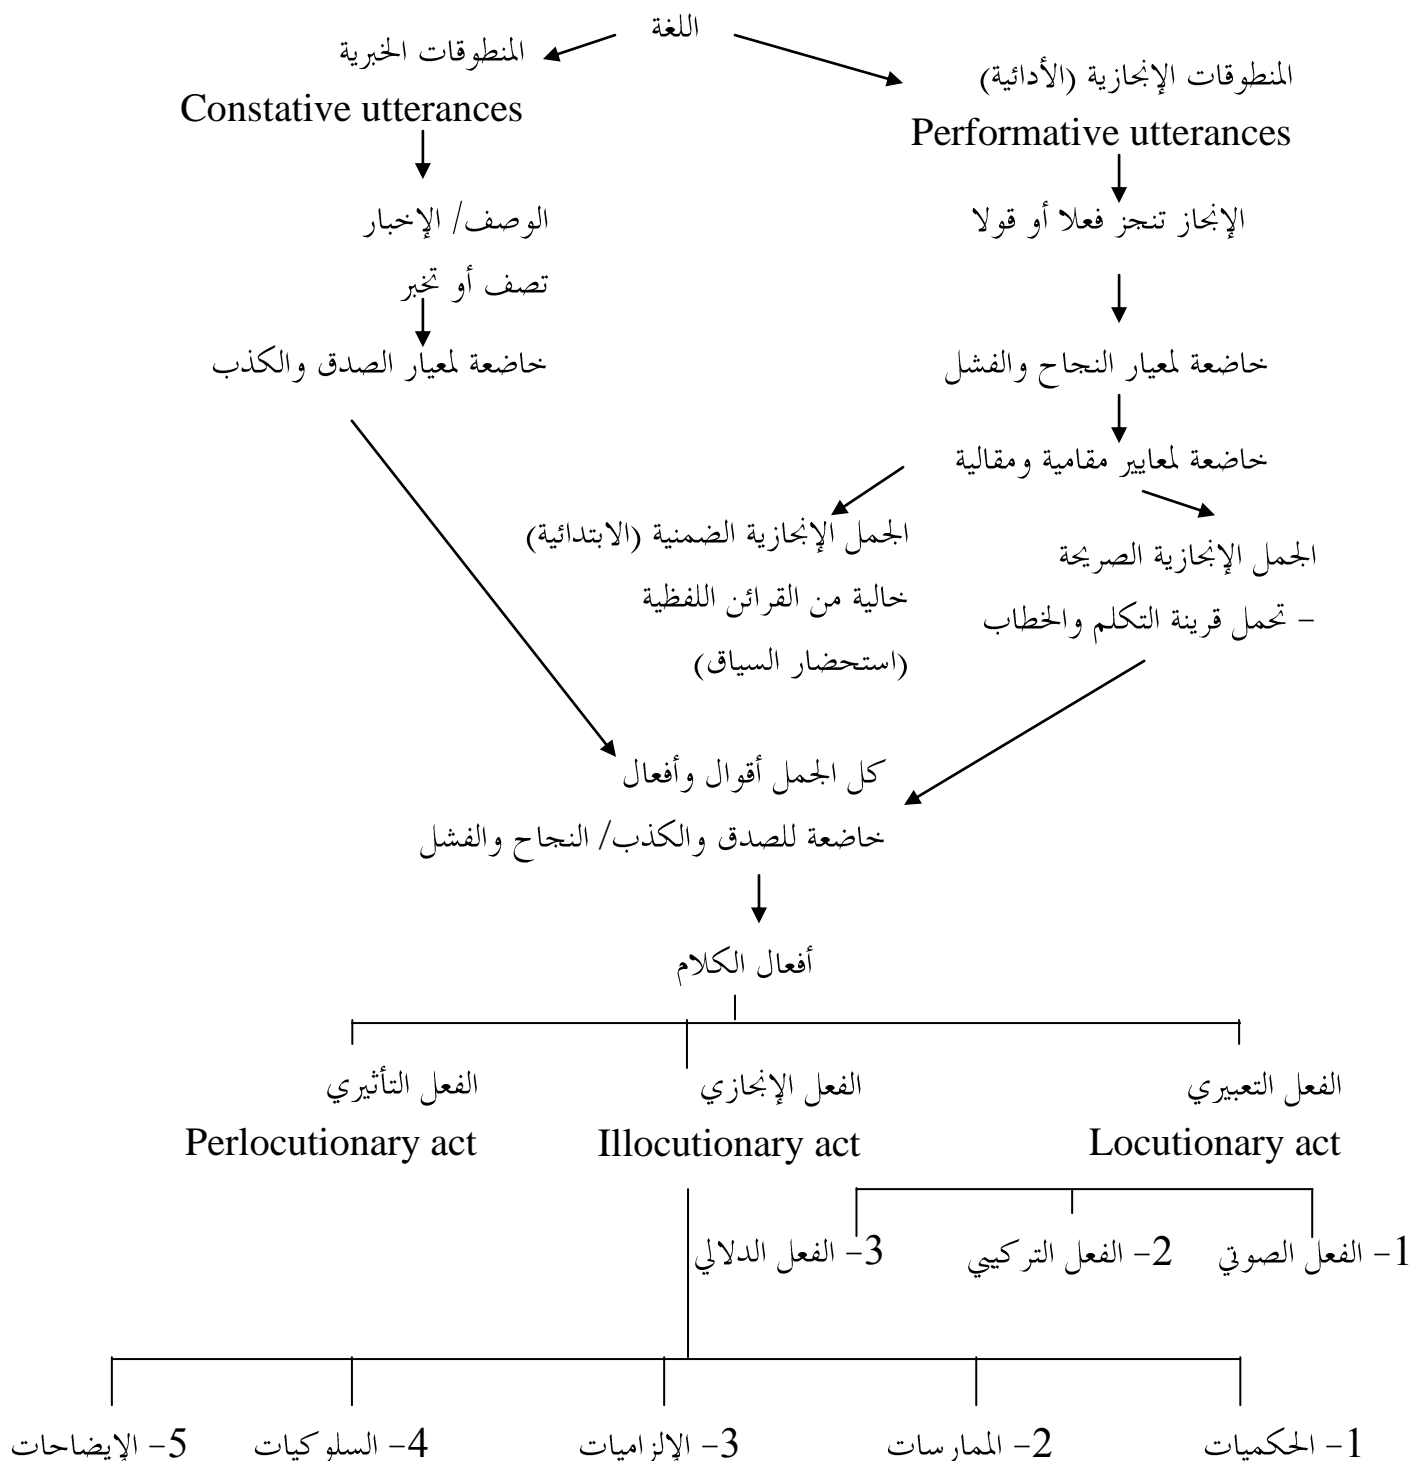 اللغة
المنطوقات الإنجازية (الأدائية)
Performative utterances
المنطوقات الخبرية
Constative utterances
الإنجاز تنجز فعلا أو قولا
الوصف/ الإخبار
تصف أو تخبر
خاضعة لمعيار النجاح والفشل
خاضعة لمعيار الصدق والكذب
خاضعة لمعايير مقامية ومقالية
الجمل الإنجازية الصريحة
– تحمل قرينة التكلم والخطاب
الجمل الإنجازية الضمنية (الابتدائية)
خالية من القرائن اللفظية
(استحضار السياق)
كل الجمل أقوال وأفعال
خاضعة للصدق والكذب/ النجاح والفشل
أفعال الكلام
الفعل التعبيري
Locutionary act
الفعل الإنجازي
Illocutionary act
الفعل التأثيري
Perlocutionary act
1– الفعل الصوتي
2– الفعل التركيبي
3– الفعل الدلالي
1– الحكميات
2– الممارسات
3– الإلزاميات
4– السلوكيات
5– الإيضاحات